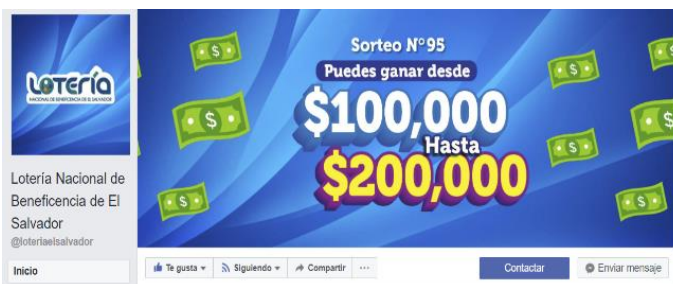 LOTERÍA
NACIONAL DE BENEFICENCIA DE EL SALVADOR
Lotería Nacional de
Beneficencia de El
Salvador
@loteriaelsalvador
Inicio
Sorteo N° 95
Puedes ganar desde
$100,000
Hasta
$200,000
Te gusta
Siguiendo
Compartir
...
Contactar
Enviar mensaje